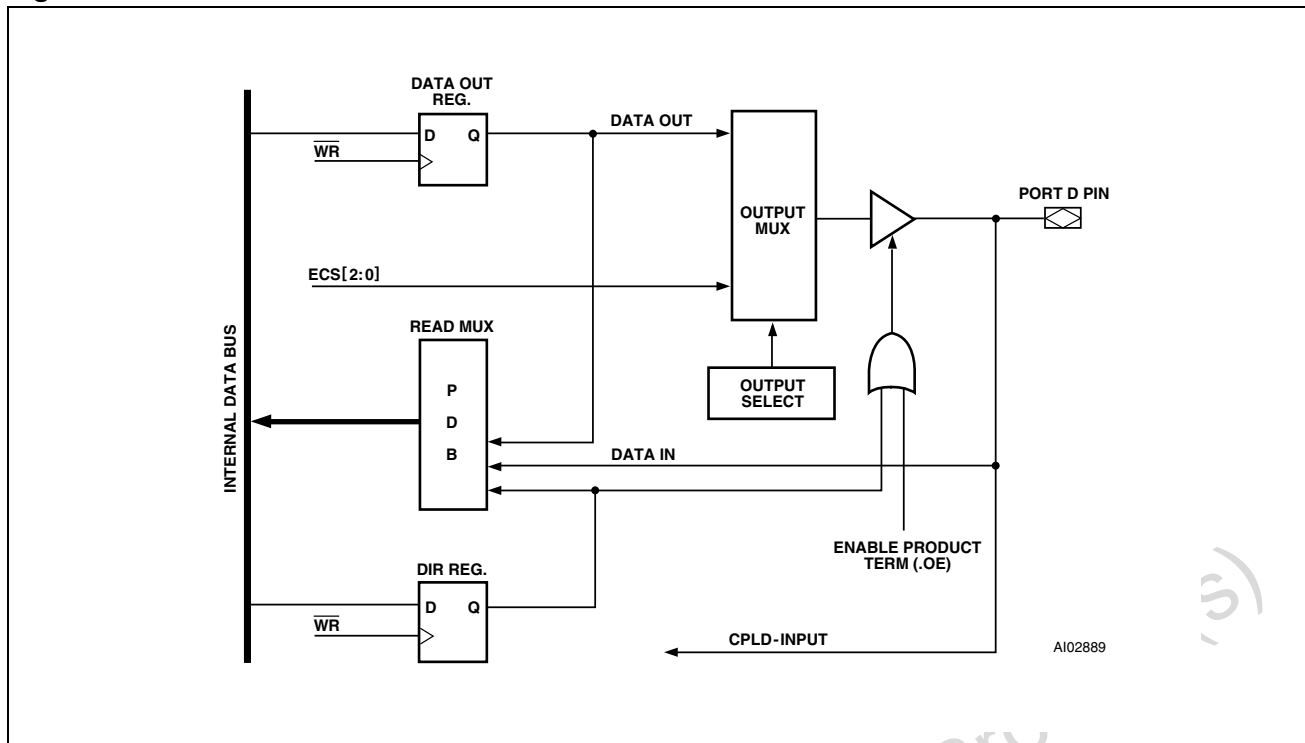 DATA OUT
REG.
D Q
WR
DATA OUT
OUTPUT
MUX
PORT D PIN
ECS[2:0]
READ MUX
P
D
B
OUTPUT
SELECT
INTERNAL DATA BUS
DATA IN
ENABLE PRODUCT
TERM (.OE)
DIR REG.
D Q
WR
CPLD-INPUT
AI02889